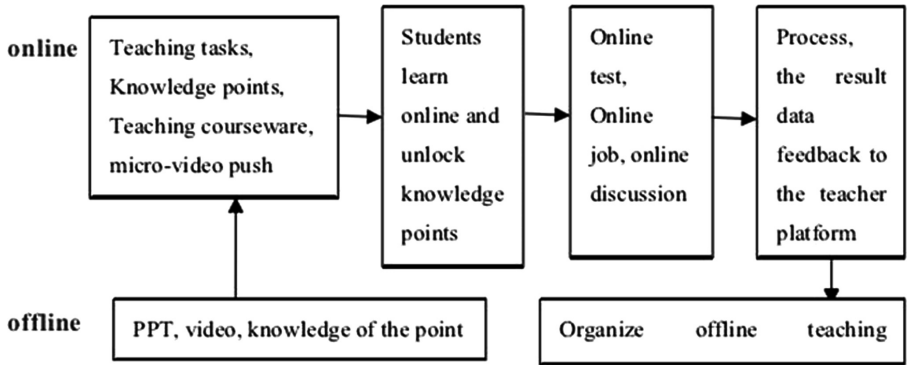 online
Teaching tasks,
Knowledge points,
Teaching courseware,
micro-video push
Students
learn
online and
unlock
knowledge
points
Online
test,
Online
job, online
discussion
Process,
the result
data
feedback to
the teacher
platform
offline
PPT, video, knowledge of the point
Organize offline teaching